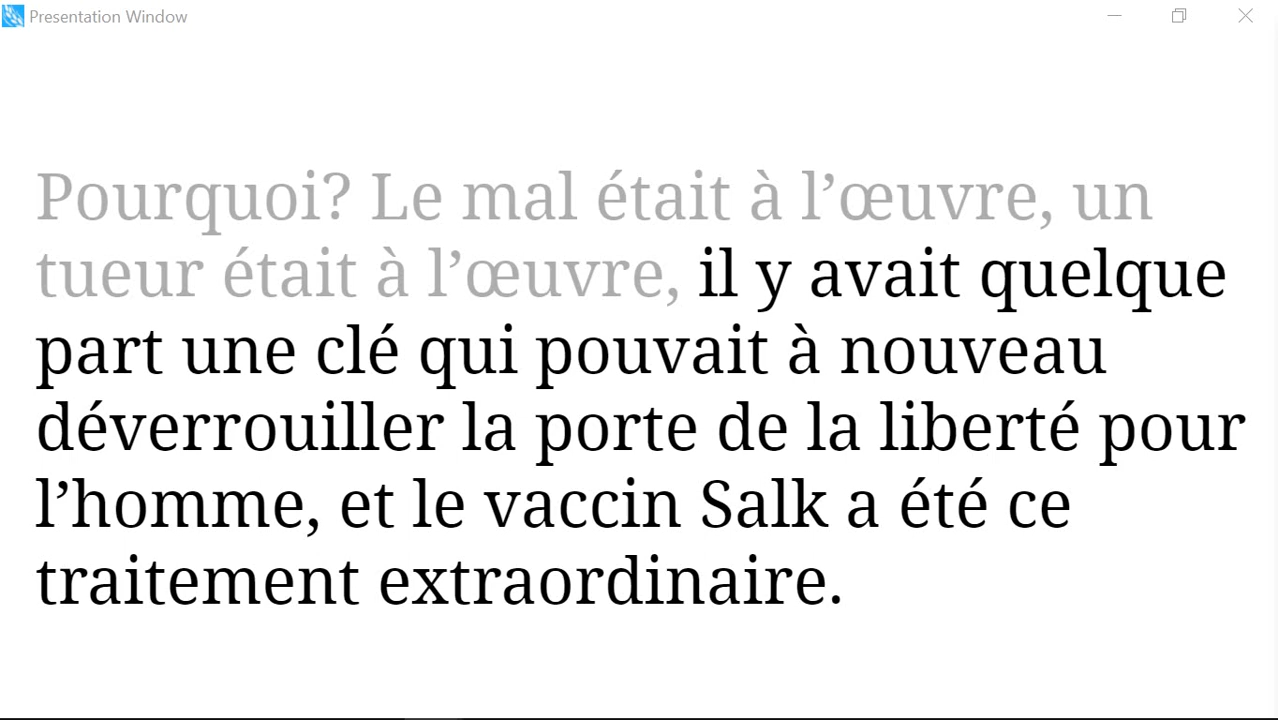 Presentation Window
Pourquoi? Le mal était à l’œuvre, un
tueur était à l’œuvre, il y avait quelque
part une clé qui pouvait à nouveau
déverrouiller la porte de la liberté pour
l’homme, et le vaccin Salk a été ce
traitement extraordinaire.